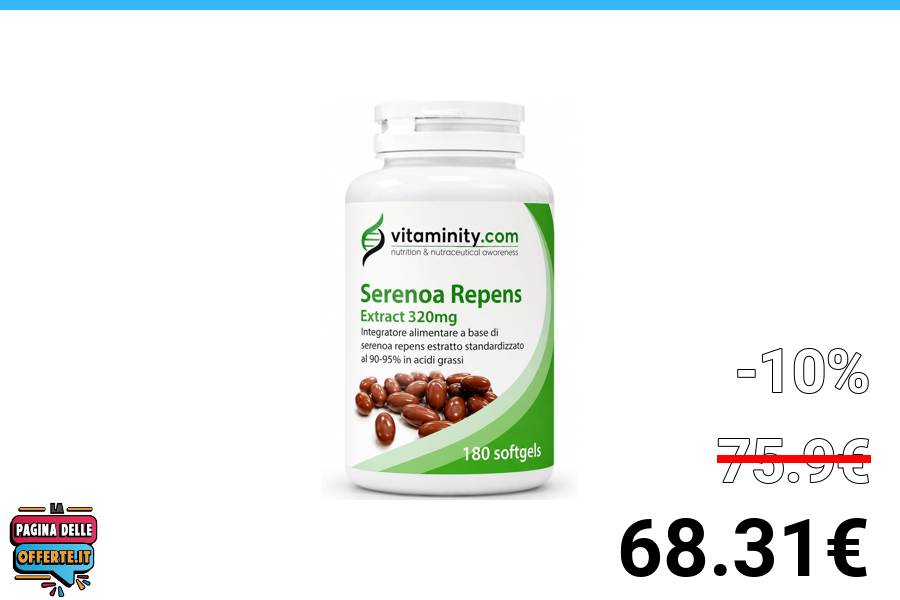 vitaminity.com
nutrition & nutraceutical awareness
Serenoa Repens
Extract 320mg
Integratore alimentare a base di
serenoa repens estratto standardizzato
al 90-95% in acidi grassi
180 softgels
-10%
75.9€
68.31€
LA
PAGINA DELLE
OFFERTE.IT